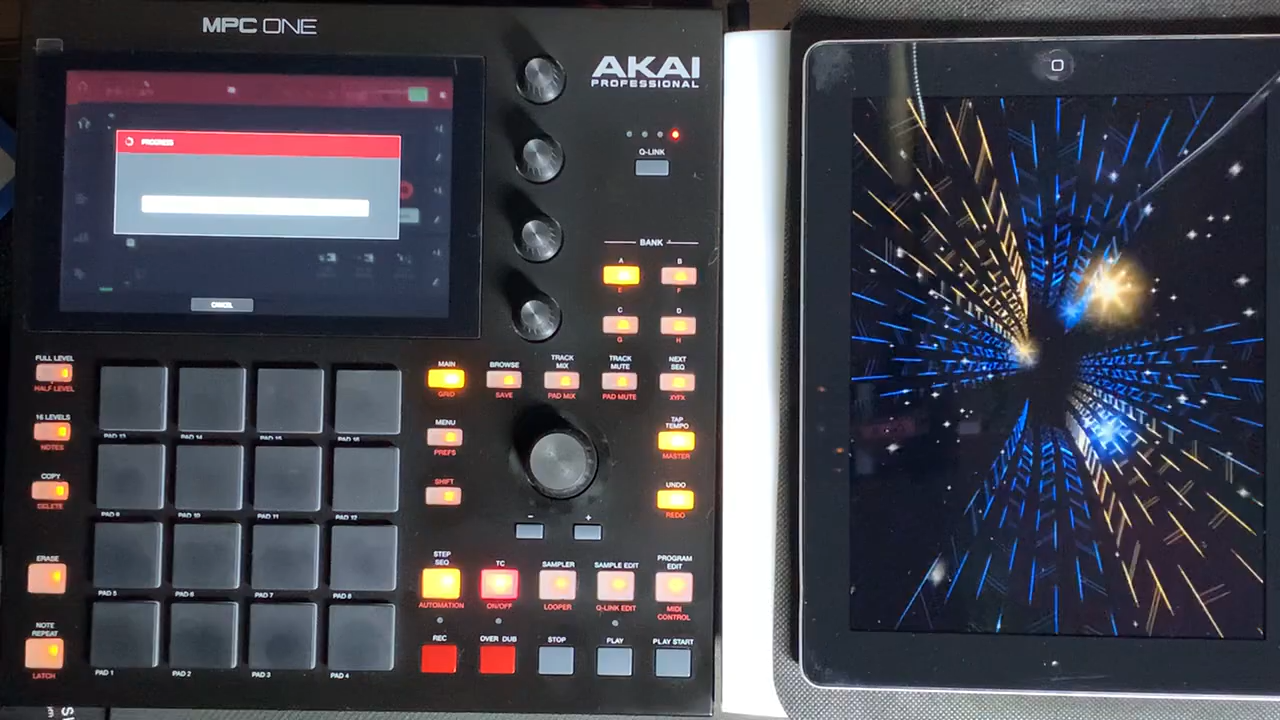 MPC ONE
AKAI
PROFESSIONAL
PROGRESS
CANCEL
Q-LINK
BANK
A
B
E
F
C
D
G
H
FULL LEVEL
HALF LEVEL
16 LEVELS
NOTES
COPY
DELETE
ERASE
NOTE
REPEAT
LATCH
PAD 13
PAD 14
PAD 15
PAD 16
PAD 9
PAD 10
PAD 11
PAD 12
PAD 5
PAD 6
PAD 7
PAD 8
PAD 1
PAD 2
PAD 3
PAD 4
MAIN
GRID
BROWSE
SAVE
TRACK
MIX
PAD MIX
TRACK
MUTE
PAD MUTE
NEXT
SEQ
XYFX
MENU
PREFS
TAP
TEMPO
MASTER
SHIFT
UNDO
REDO
-
+
STEP
SEQ
AUTOMATION
TC
ON/OFF
SAMPLER
LOOPER
SAMPLE EDIT
Q-LINK EDIT
PROGRAM
EDIT
MIDI
CONTROL
REC
OVER DUB
STOP
PLAY
PLAY START